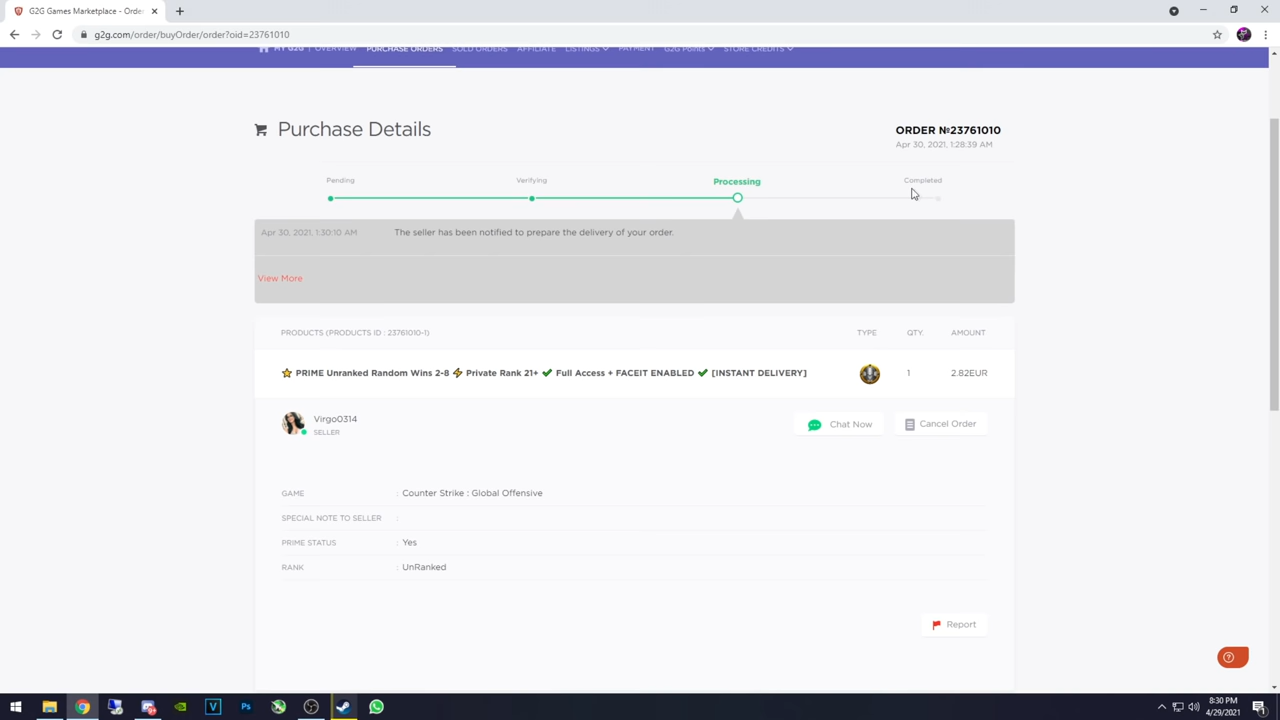 G2G Games Marketplace - Orde
g2g.com/order/buyOrder/order?oid=23761010
MY G2G | OVERVIEW PURCHASE ORDERS SOLD ORDERS AFFILIATE LISTINGS PAYMENT G2G Points STORE CREDITS
Purchase Details
ORDER №23761010
Apr 30, 2021, 1:28:39 AM
Pending Verifying Processing Completed
Apr 30, 2021, 1:30:10 AM The seller has been notified to prepare the delivery of your order.
View More
PRODUCTS (PRODUCTS ID : 23761010-1) TYPE QTY. AMOUNT
⭐ PRIME Unranked Random Wins 2-8 ⚡ Private Rank 21+ ✔ Full Access + FACEIT ENABLED ✔ [INSTANT DELIVERY] 1 2.82EUR
Virgo0314
SELLER
Chat Now Cancel Order
GAME : Counter Strike : Global Offensive
SPECIAL NOTE TO SELLER :
PRIME STATUS : Yes
RANK : UnRanked
Report
8:30 PM
4/29/2021